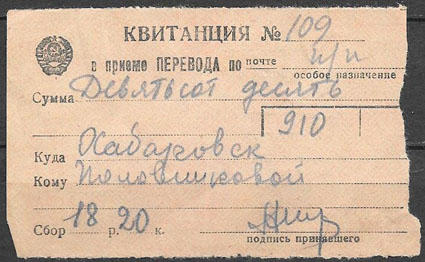 КВИТАНЦИЯ № 109
в приеме ПЕРЕВОДА по почте
особое назначение
Сумма Девятьсот десять
910
Куда Хабаровск
Кому Половинкиной
Сбор 18 р. 20 к.
подпись принявшего